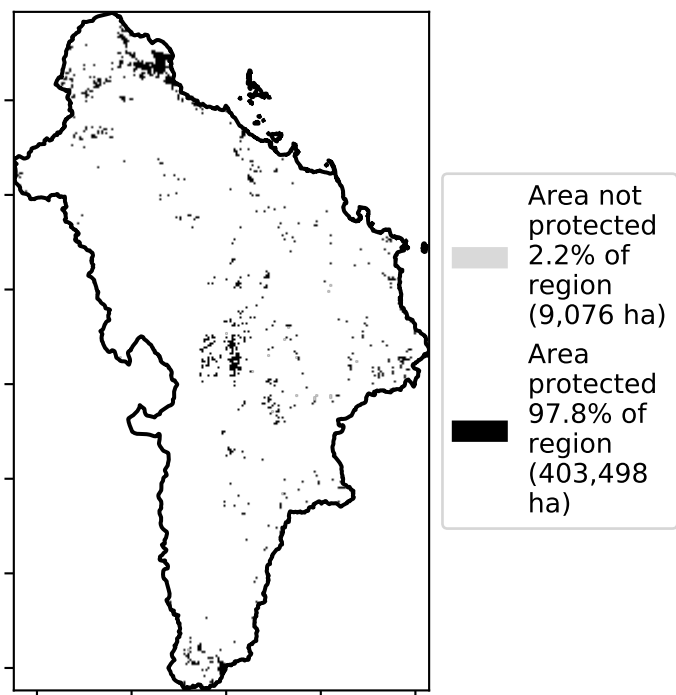 Area not
protected
2.2% of
region
(9,076 ha)
Area
protected
97.8% of
region
(403,498
ha)